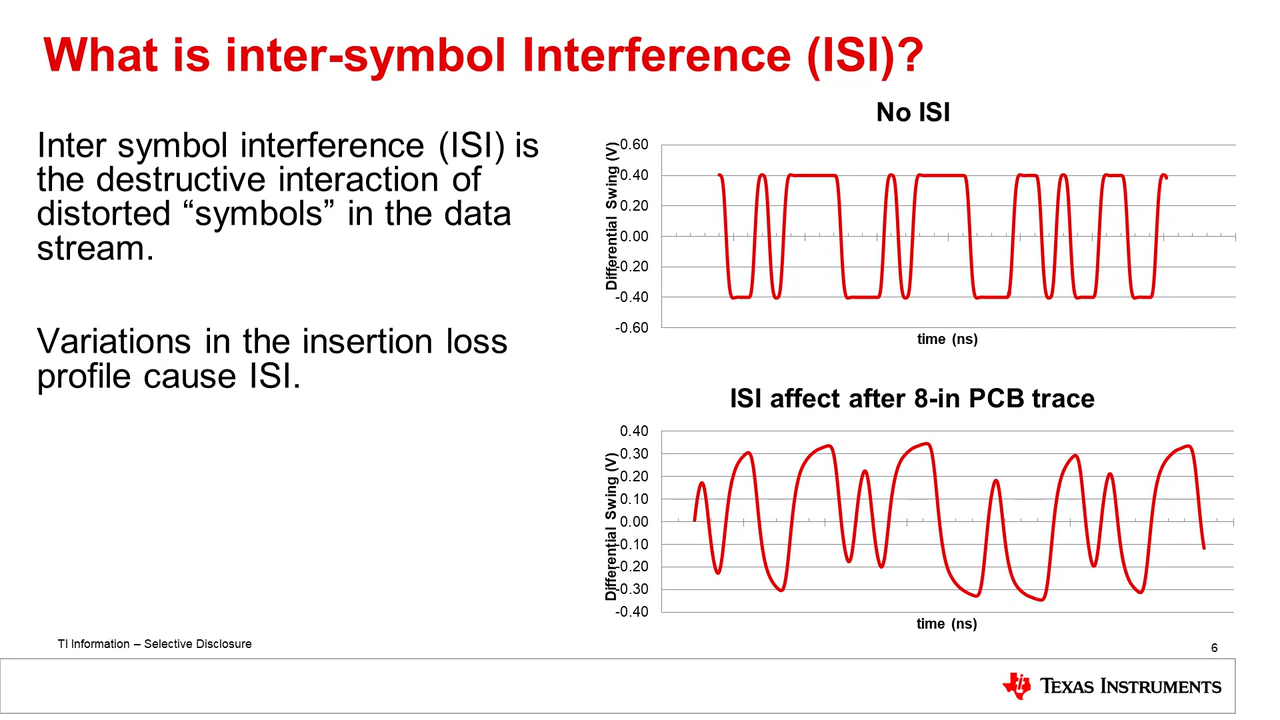 What is inter-symbol Interference (ISI)?
Inter symbol interference (ISI) is
the destructive interaction of
distorted “symbols” in the data
stream.
Variations in the insertion loss
profile cause ISI.
No ISI
Differential Swing (V)
0.60
0.40
0.20
0.00
-0.20
-0.40
-0.60
time (ns)
ISI affect after 8-in PCB trace
Differential Swing (V)
0.40
0.30
0.20
0.10
0.00
-0.10
-0.20
-0.30
-0.40
time (ns)
TI Information – Selective Disclosure
6
TEXAS INSTRUMENTS